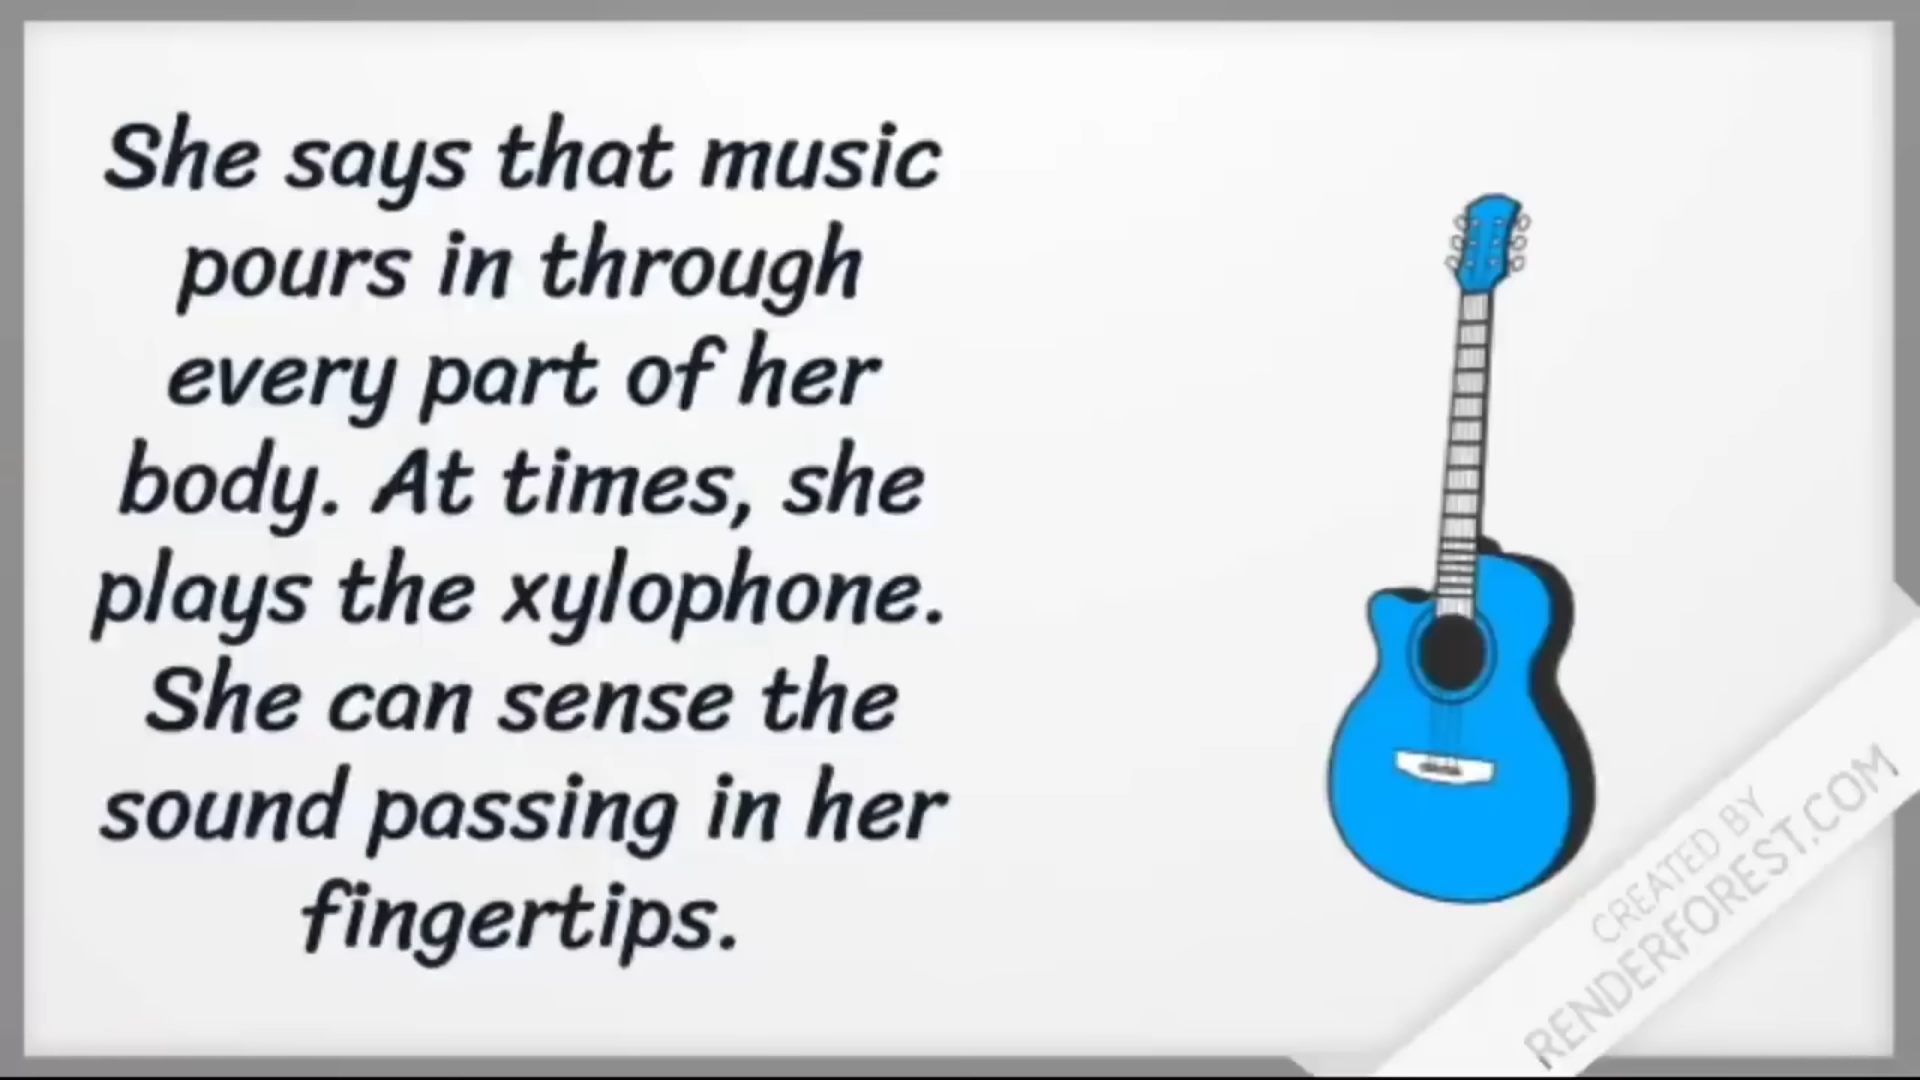 She says that music
pours in through
every part of her
body. At times, she
plays the xylophone.
She can sense the
sound passing in her
fingertips.
CREATED BY
RENDERFOREST.COM